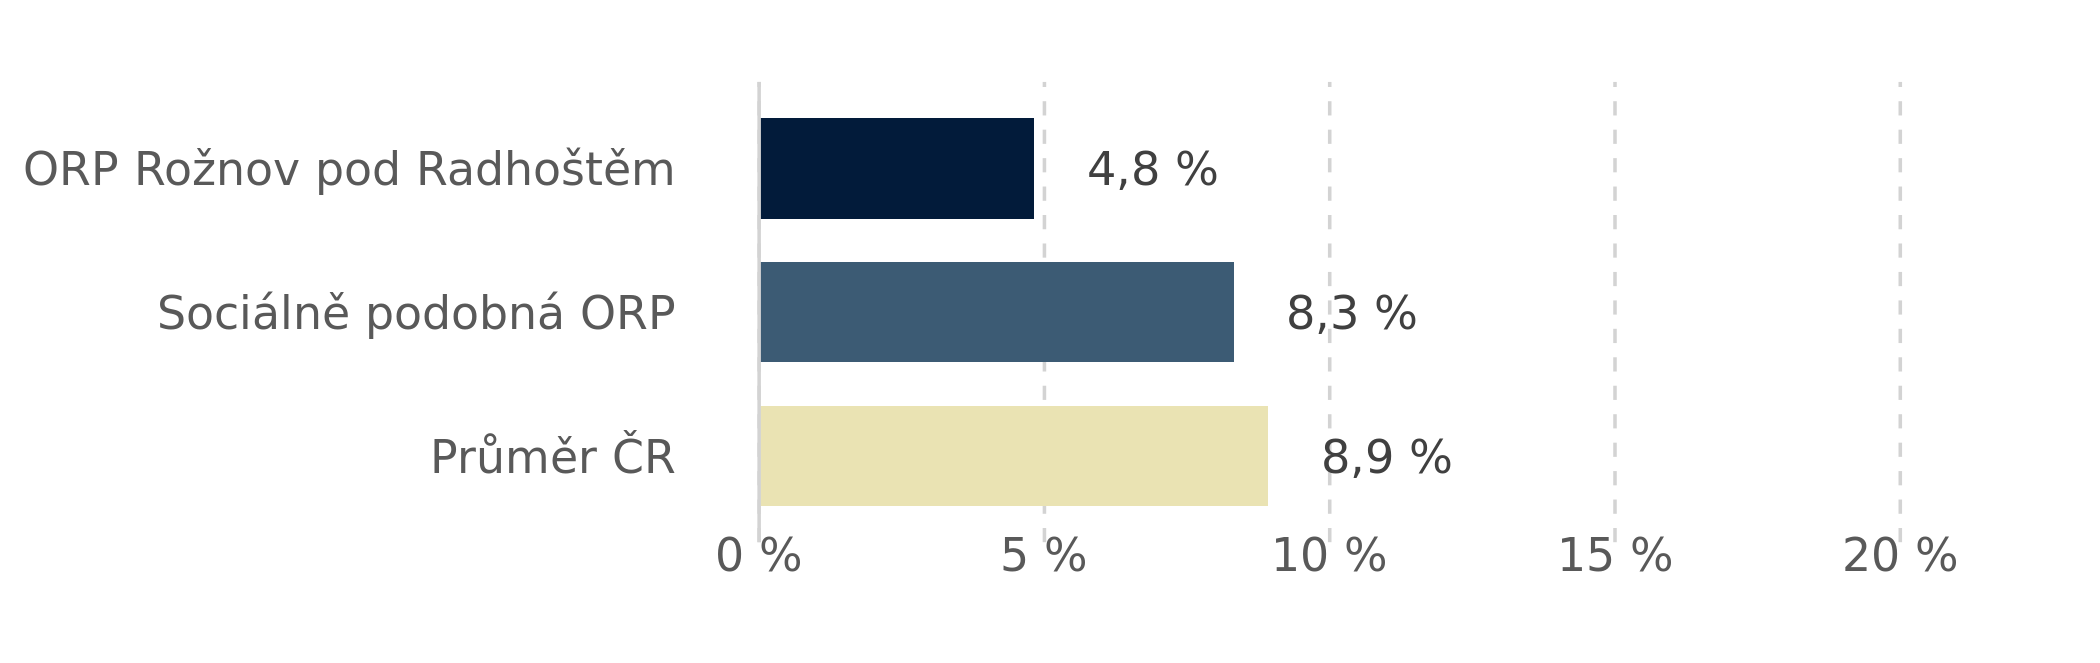 ORP Rožnov pod Radhoštěm 4,8 %
Sociálně podobná ORP 8,3 %
Průměr ČR 8,9 %
0 % 5 % 10 % 15 % 20 %